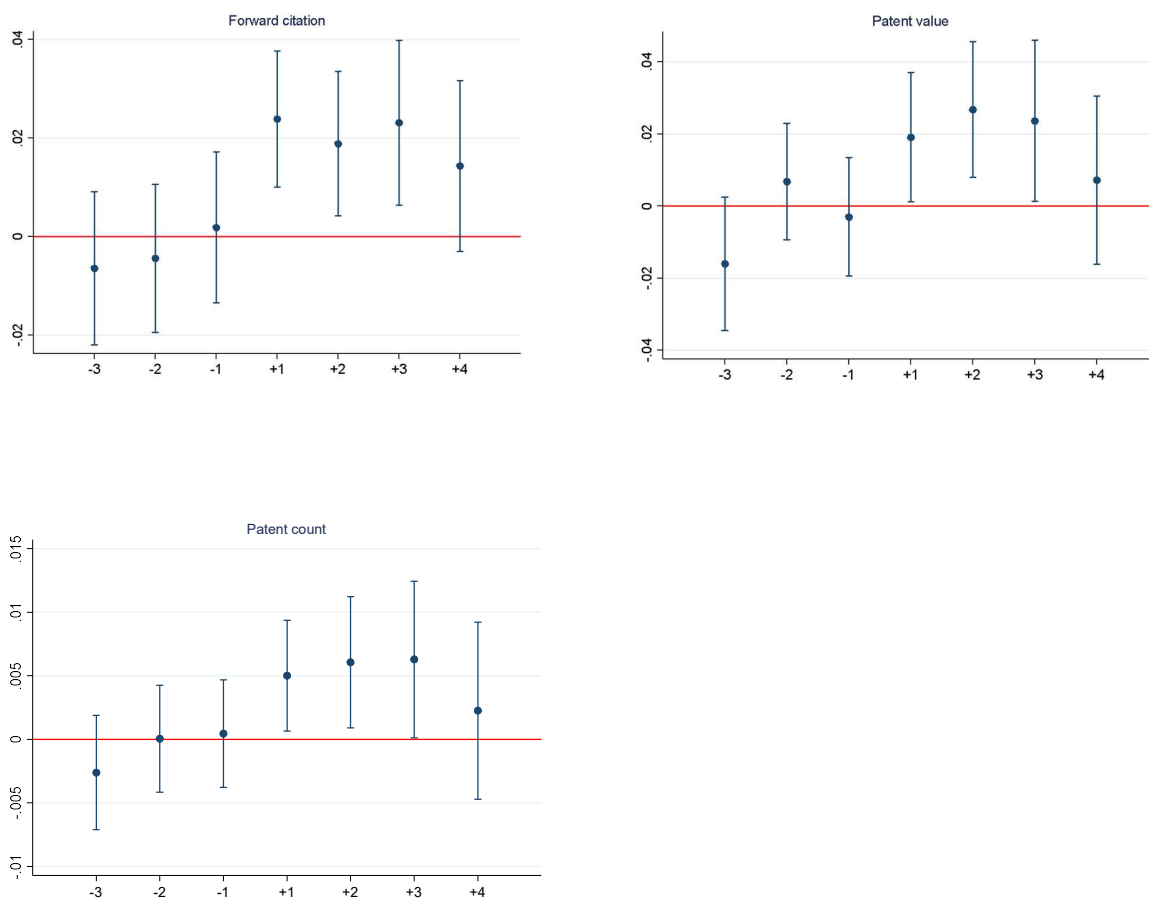 Forward citation
.04
.02
0
-.02
-3 -2 -1 +1 +2 +3 +4
Patent value
.04
.02
0
-.02
-.04
-3 -2 -1 +1 +2 +3 +4
Patent count
.015
.01
.005
0
-.005
-.01
-3 -2 -1 +1 +2 +3 +4